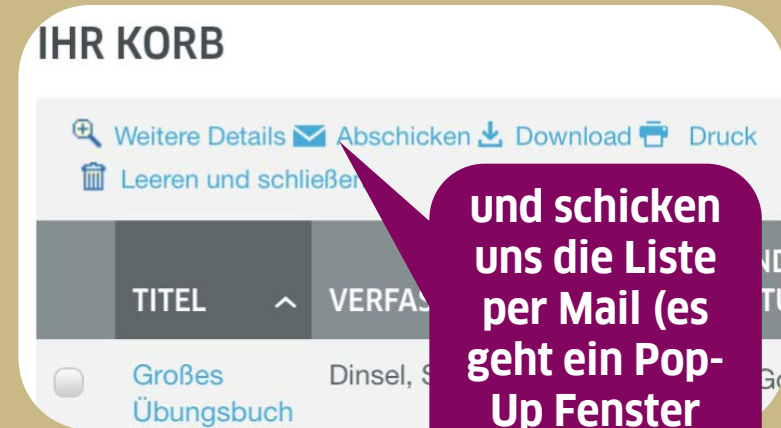 IHR KORB
Weitere Details Abschicken Download Druck
Leeren und schließen
TITEL VERFAS
Großes Dinsel, S
Übungsbuch
und schicken
uns die Liste
per Mail (es
geht ein Pop-
Up Fenster